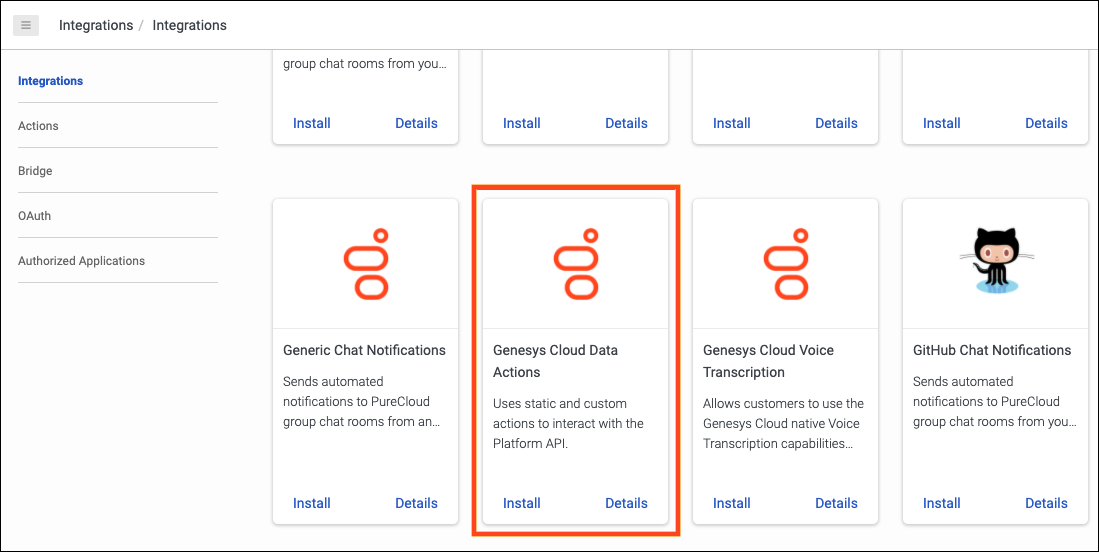 Integrations / Integrations
Integrations
Actions
Bridge
OAuth
Authorized Applications
group chat rooms from you...
Install Details
Install Details
Install Details
Install Details
Generic Chat Notifications
Sends automated
notifications to PureCloud
group chat rooms from an...
Install Details
Genesys Cloud Data
Actions
Uses static and custom
actions to interact with the
Platform API.
Install Details
Genesys Cloud Voice
Transcription
Allows customers to use the
Genesys Cloud native Voice
Transcription capabilities...
Install Details
GitHub Chat Notifications
Sends automated
notifications to PureCloud
group chat rooms from you...
Install Details